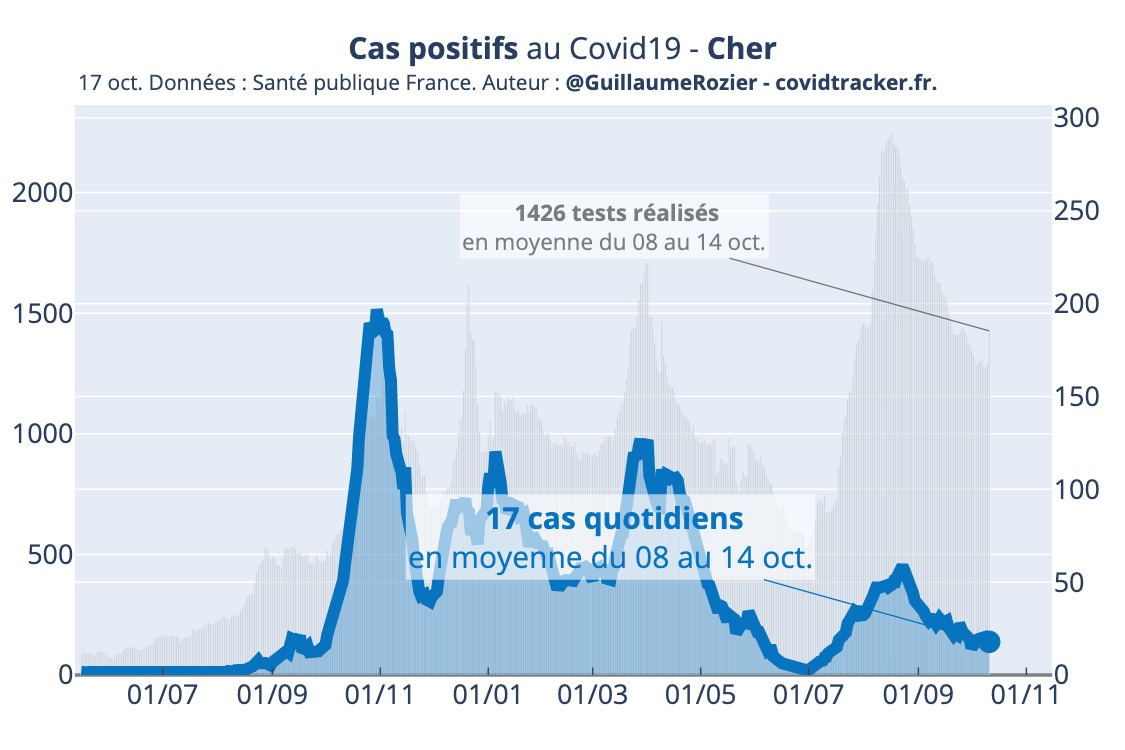 Cas positifs au Covid19 - Cher
17 oct. Données : Santé publique France. Auteur : @GuillaumeRozier - covidtracker.fr.
300
2000
250
1426 tests réalisés
en moyenne du 08 au 14 oct.
1500
200
150
1000
100
17 cas quotidiens
en moyenne du 08 au 14 oct.
500
50
0
0
01/07 01/09 01/11 01/01 01/03 01/05 01/07 01/09 01/11